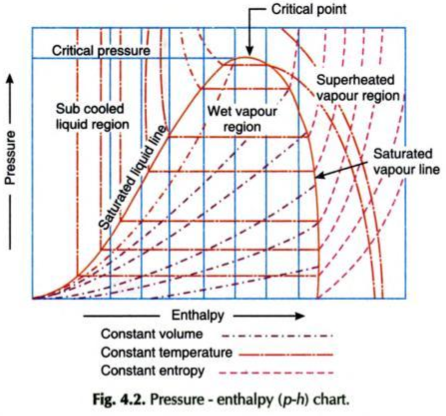 Critical point
Critical pressure
Superheated
vapour region
Sub cooled
liquid region
Wet vapour
region
Saturated liquid line
Saturated
vapour line
Pressure
Enthalpy
Constant volume
Constant temperature
Constant entropy
Fig. 4.2. Pressure - enthalpy (p-h) chart.